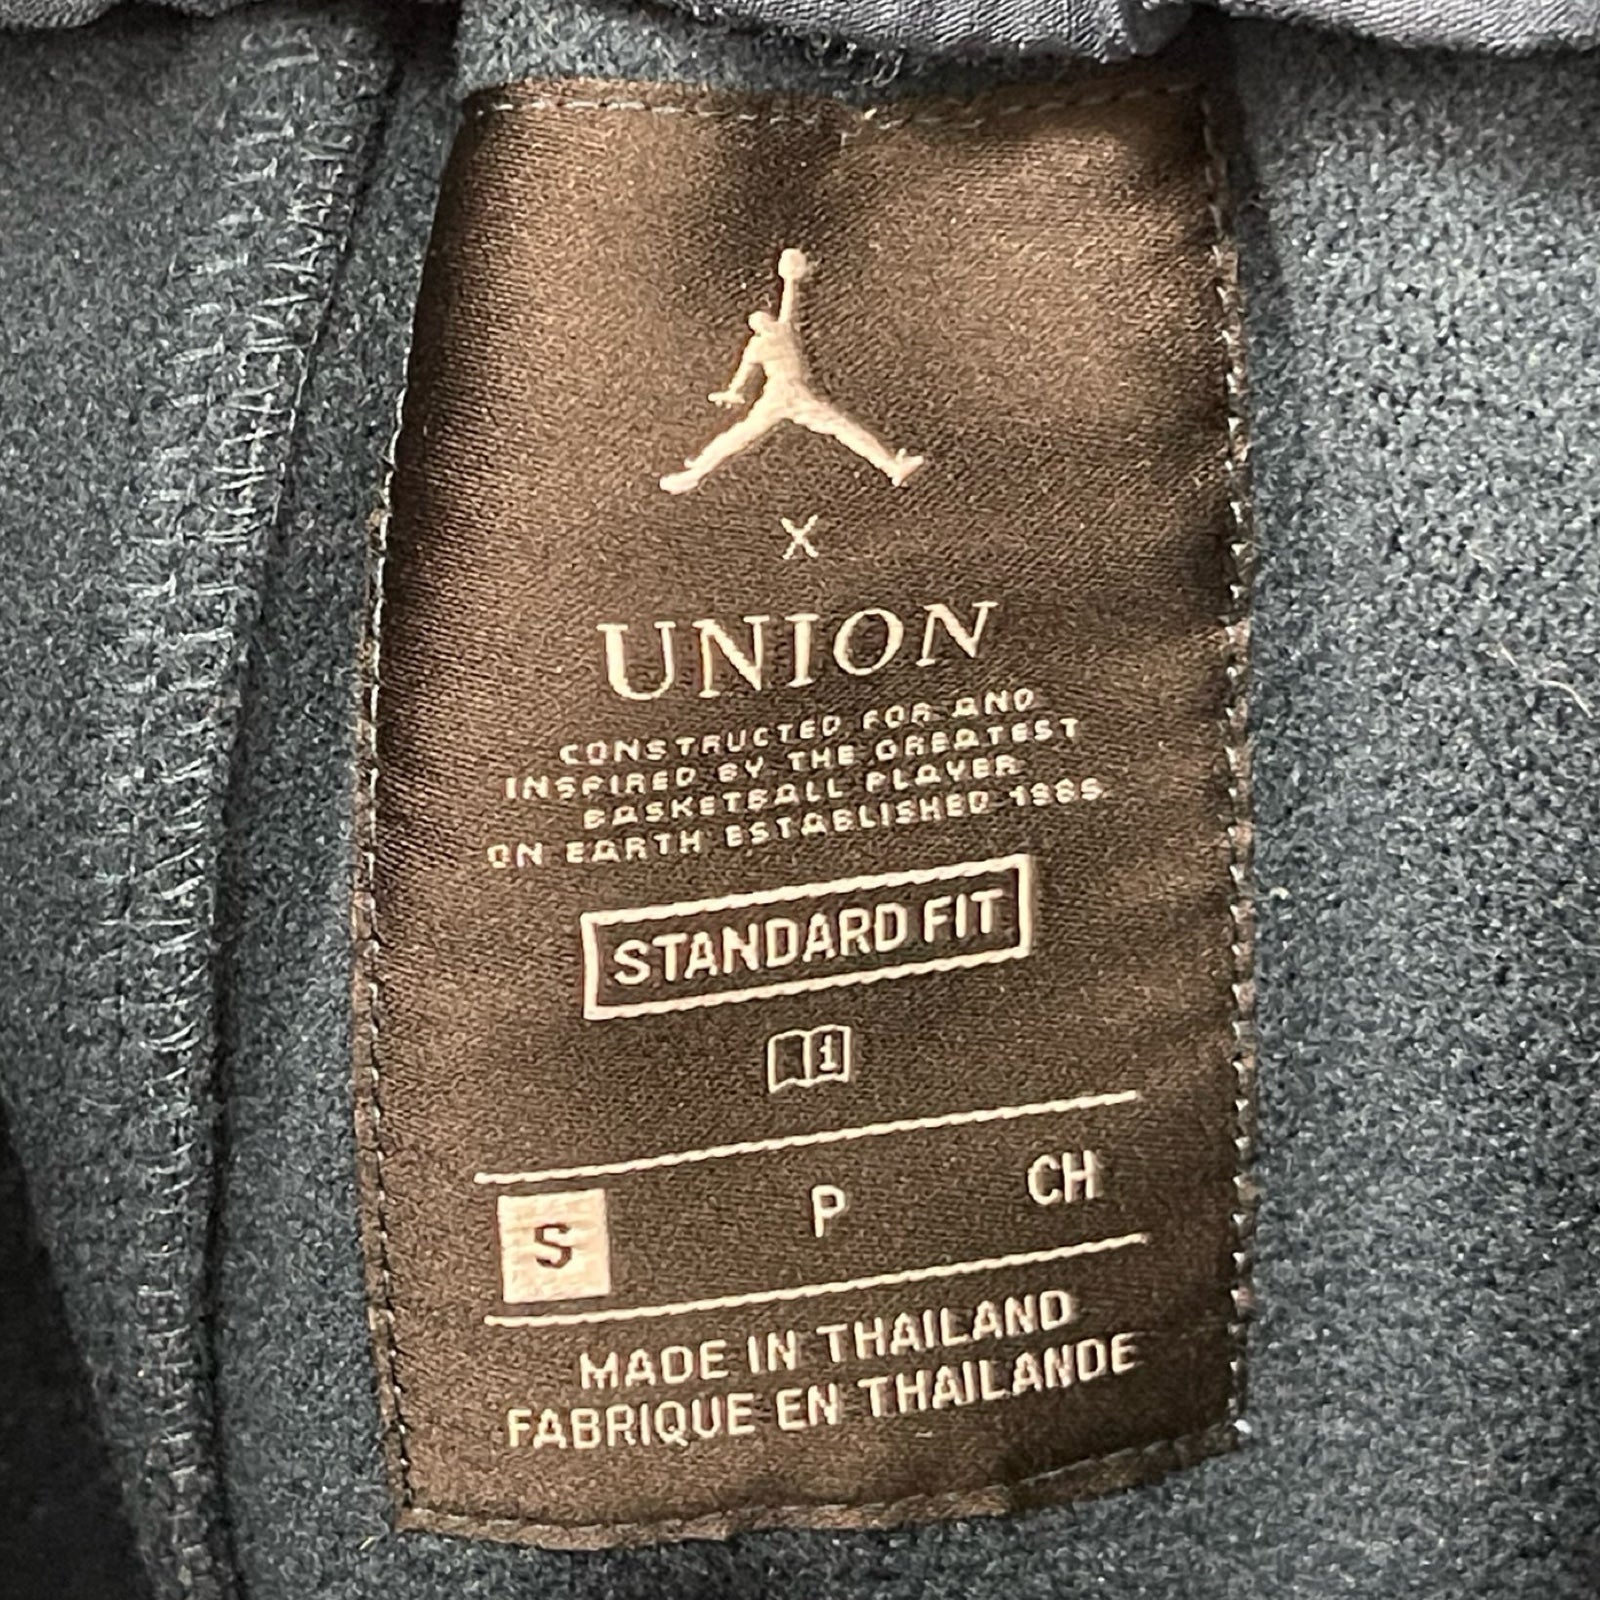 X
UNION
CONSTRUCTED FOR AND
INSPIRED BY THE GREATEST
BASKETBALL PLAYER
ON EARTH ESTABLISHED 1985.
STANDARD FIT
i
S P CH
MADE IN THAILAND
FABRIQUE EN THAILANDE